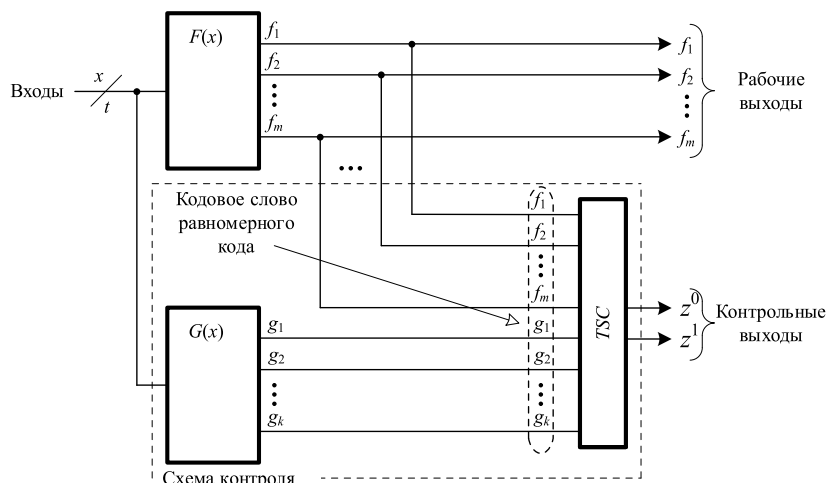 Входы
x
t
F(x)
f₁
f₂
fₘ
f₁
f₂
fₘ
Рабочие
выходы
Кодовое слово
равномерного
кода
f₁
f₂
fₘ
g₁
g₂
gₖ
G(x)
g₁
g₂
gₖ
TSC
z⁰
z¹
Контрольные
выходы
Схема контроля